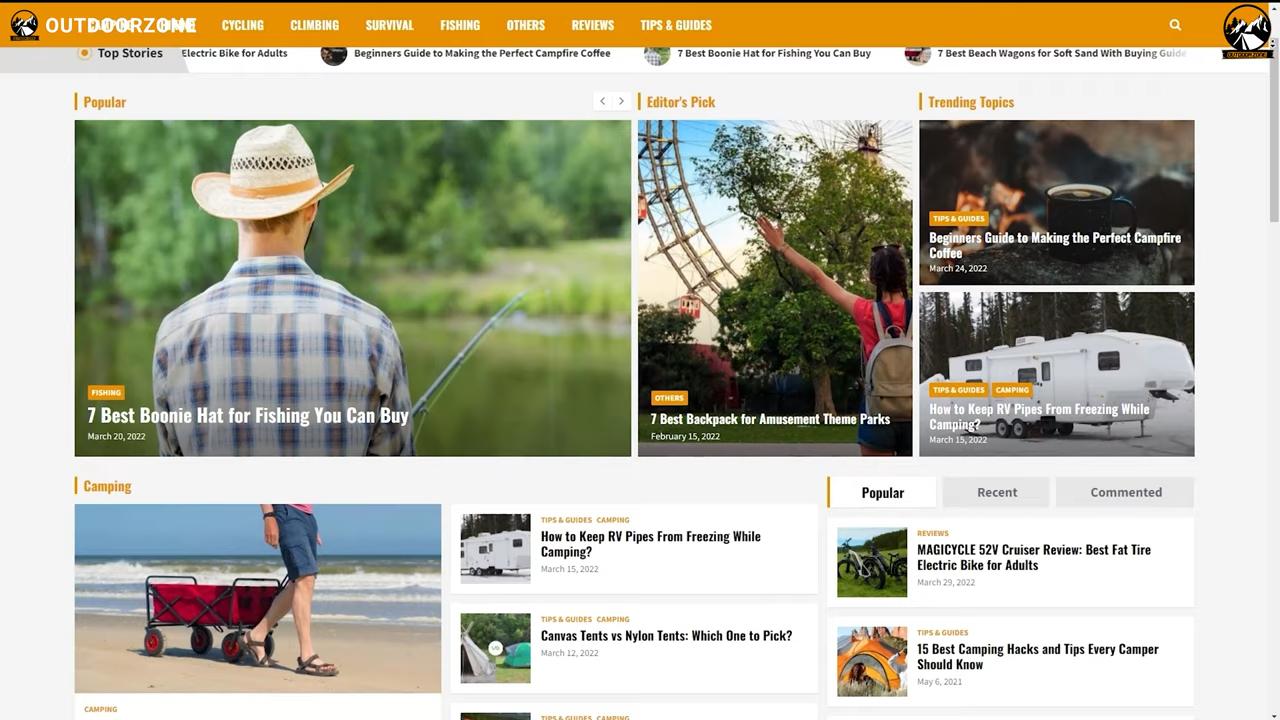 OUTDOORZONE
CYCLING
CLIMBING
SURVIVAL
FISHING
OTHERS
REVIEWS
TIPS & GUIDES
Top Stories
Electric Bike for Adults
Beginners Guide to Making the Perfect Campfire Coffee
7 Best Boonie Hat for Fishing You Can Buy
7 Best Beach Wagons for Soft Sand With Buying Guide
Popular
FISHING
7 Best Boonie Hat for Fishing You Can Buy
March 20, 2022
Editor's Pick
OTHERS
7 Best Backpack for Amusement Theme Parks
February 15, 2022
Trending Topics
TIPS & GUIDES
Beginners Guide to Making the Perfect Campfire
Coffee
March 24, 2022
TIPS & GUIDES CAMPING
How to Keep RV Pipes From Freezing While
Camping?
March 15, 2022
Camping
CAMPING
TIPS & GUIDES CAMPING
How to Keep RV Pipes From Freezing While
Camping?
March 15, 2022
TIPS & GUIDES CAMPING
Canvas Tents vs Nylon Tents: Which One to Pick?
March 12, 2022
TIPS & GUIDES CAMPING
Popular
Recent
Commented
REVIEWS
MAGICYCLE 52V Cruiser Review: Best Fat Tire
Electric Bike for Adults
March 29, 2022
TIPS & GUIDES
15 Best Camping Hacks and Tips Every Camper
Should Know
May 6, 2021